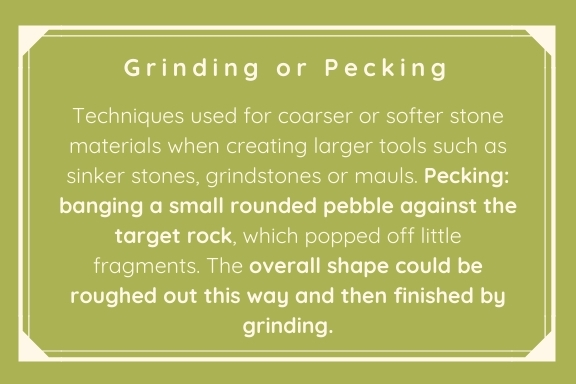 Grinding or Pecking
Techniques used for coarser or softer stone
materials when creating larger tools such as
sinker stones, grindstones or mauls. Pecking:
banging a small rounded pebble against the
target rock, which popped off little
fragments. The overall shape could be
roughed out this way and then finished by
grinding.